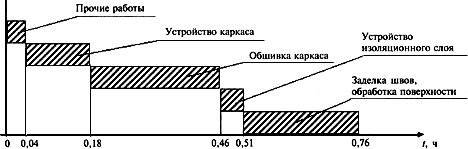 Прочие работы
Устройство каркаса
Обшивка каркаса
Устройство
изоляционного слоя
Заделка швов,
обработка поверхности
0 0,04 0,18 0,46 0,51 0,76 t, ч